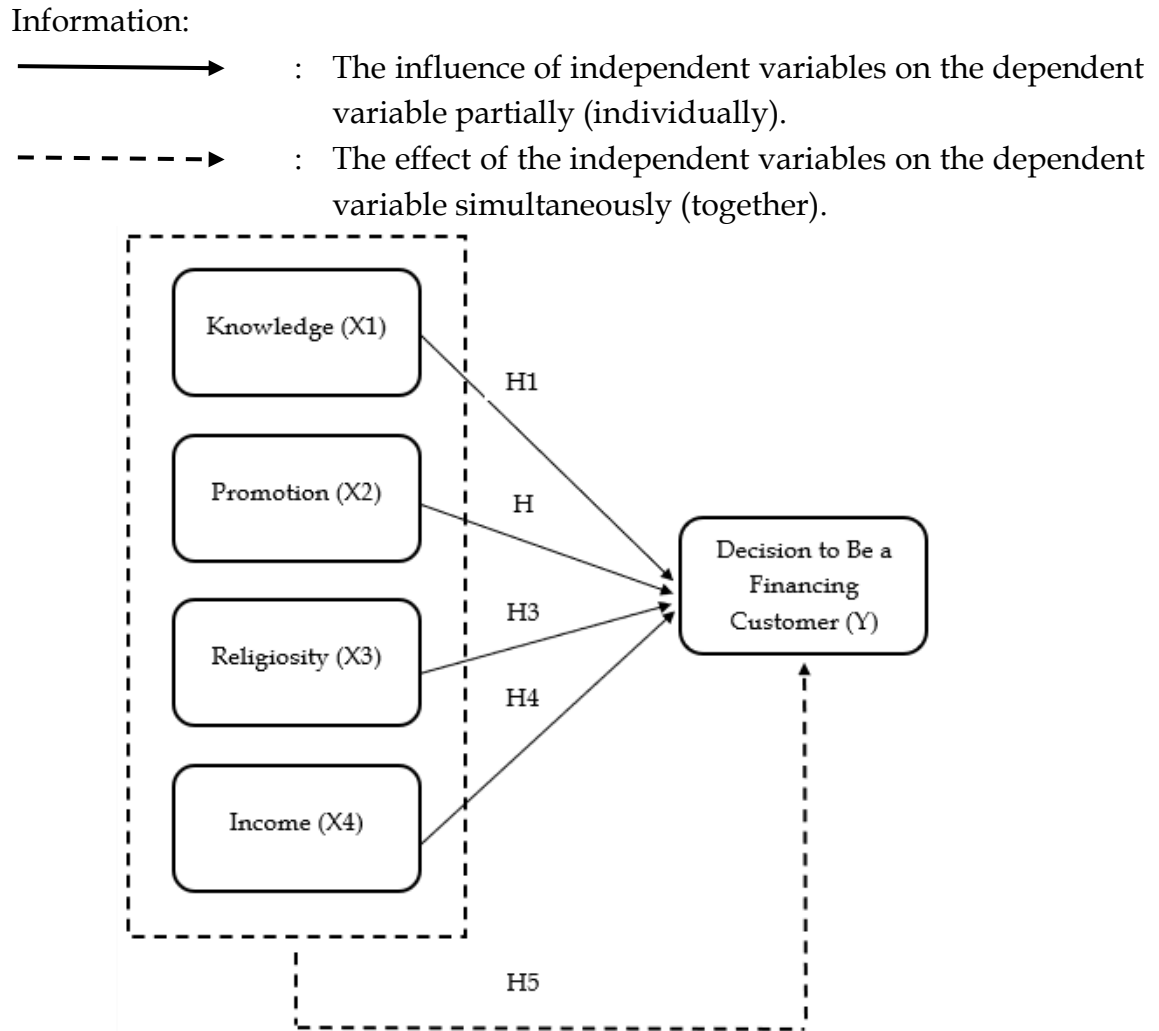 Information:
: The influence of independent variables on the dependent
variable partially (individually).
: The effect of the independent variables on the dependent
variable simultaneously (together).
Knowledge (X1)
H1
Promotion (X2)
H
Decision to Be a
Financing
Customer (Y)
Religiosity (X3)
H3
H4
Income (X4)
H5